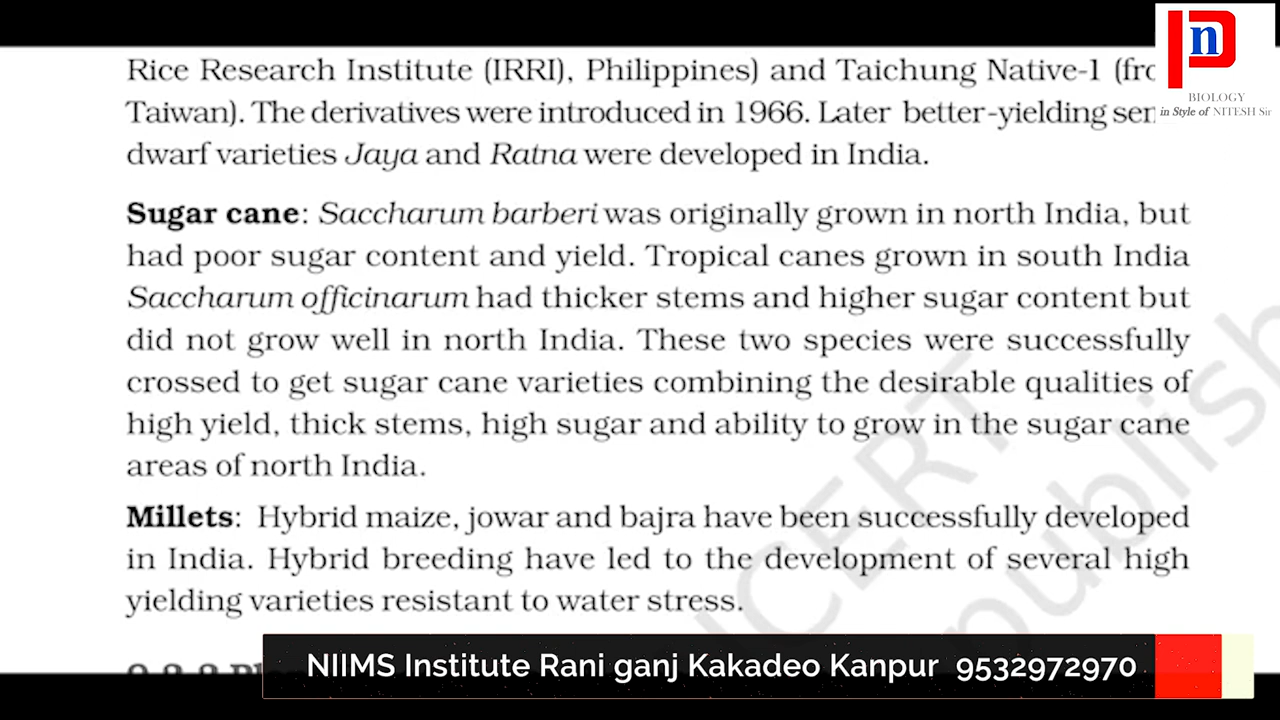 Rice Research Institute (IRRI), Philippines) and Taichung Native-1
Taiwan). The derivatives were introduced in 1966. Later better-yielding
dwarf varieties Jaya and Ratna were developed in India.
Sugar cane: Saccharum barberi was originally grown in north India, but
had poor sugar content and yield. Tropical canes grown in south India
Saccharum officinarum had thicker stems and higher sugar content but
did not grow well in north India. These two species were successfully
crossed to get sugar cane varieties combining the desirable qualities of
high yield, thick stems, high sugar and ability to grow in the sugar cane
areas of north India.
Millets: Hybrid maize, jowar and bajra have been successfully developed
in India. Hybrid breeding have led to the development of several high
yielding varieties resistant to water stress.
n
BIOLOGY
in Style of NITESH Sir
NIIMS Institute Rani ganj Kakadeo Kanpur 9532972970